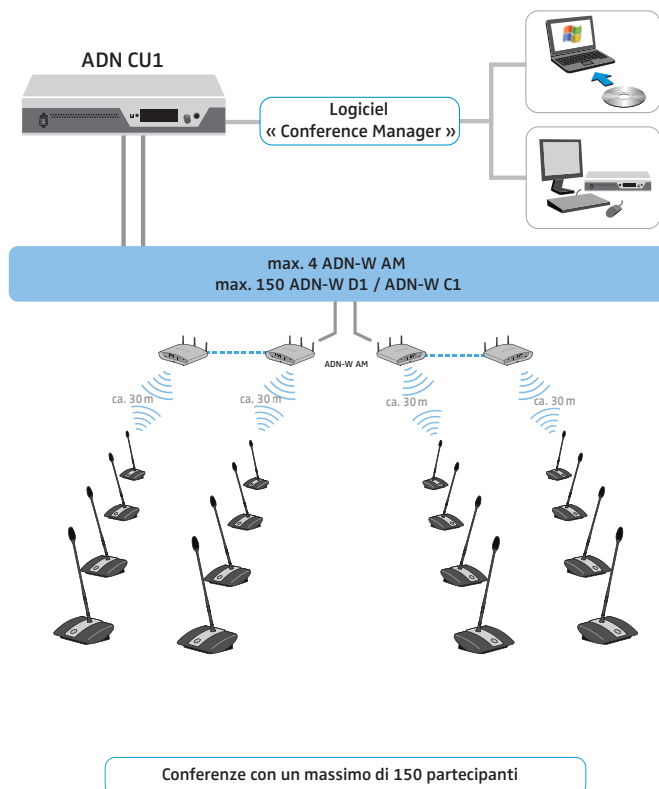 ADN CU1
Logiciel
« Conference Manager »
max. 4 ADN-W AM
max. 150 ADN-W D1 / ADN-W C1
ADN-W AM
ca. 30 m
ca. 30 m
ca. 30 m
ca. 30 m
Conferenze con un massimo di 150 partecipanti